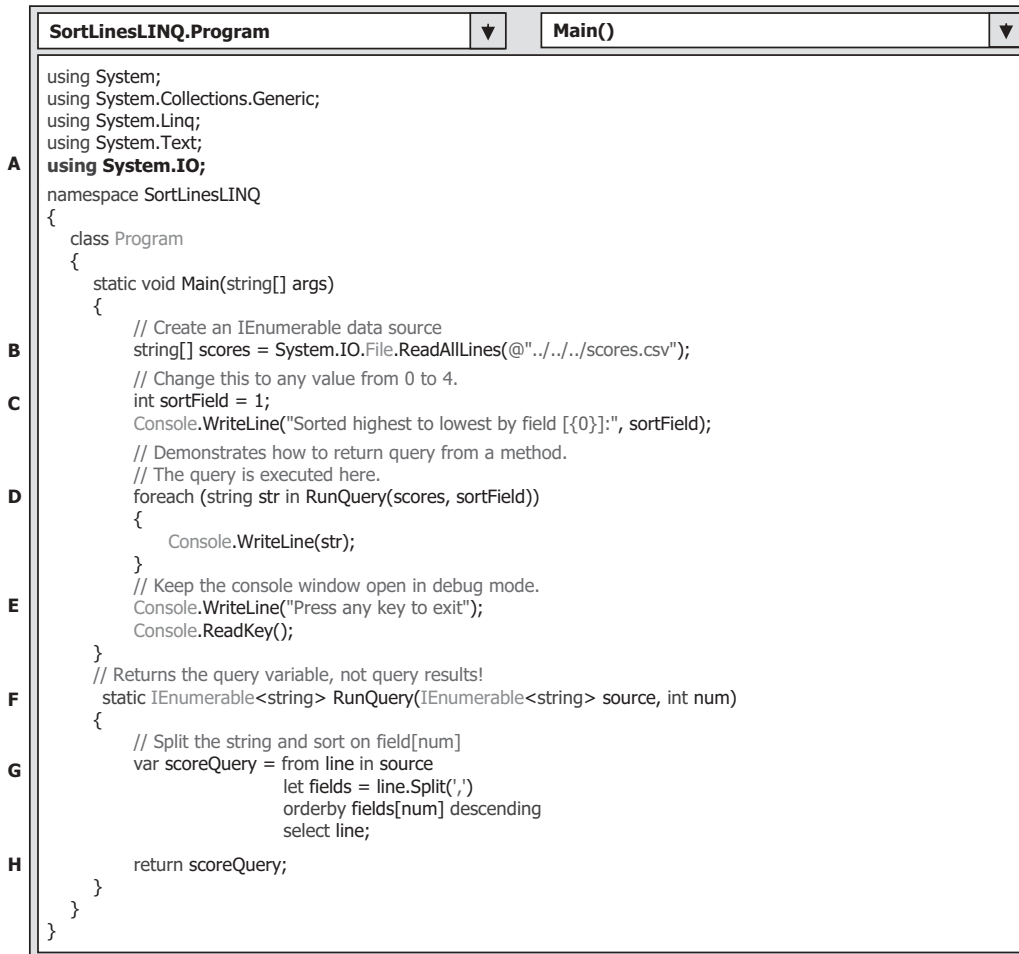 SortLinesLINQ.Program Main()
using System;
using System.Collections.Generic;
using System.Linq;
using System.Text;
A using System.IO;
namespace SortLinesLINQ
{
class Program
{
static void Main(string[] args)
{
// Create an IEnumerable data source
B string[] scores = System.IO.File.ReadAllLines(@"../../../scores.csv");
// Change this to any value from 0 to 4.
C int sortField = 1;
Console.WriteLine("Sorted highest to lowest by field [{0}]:", sortField);
// Demonstrates how to return query from a method.
// The query is executed here.
D foreach (string str in RunQuery(scores, sortField))
{
Console.WriteLine(str);
}
// Keep the console window open in debug mode.
E Console.WriteLine("Press any key to exit");
Console.ReadKey();
}
// Returns the query variable, not query results!
F static IEnumerable<string> RunQuery(IEnumerable<string> source, int num)
{
// Split the string and sort on field[num]
G var scoreQuery = from line in source
let fields = line.Split(',')
orderby fields[num] descending
select line;
H return scoreQuery;
}
}
}